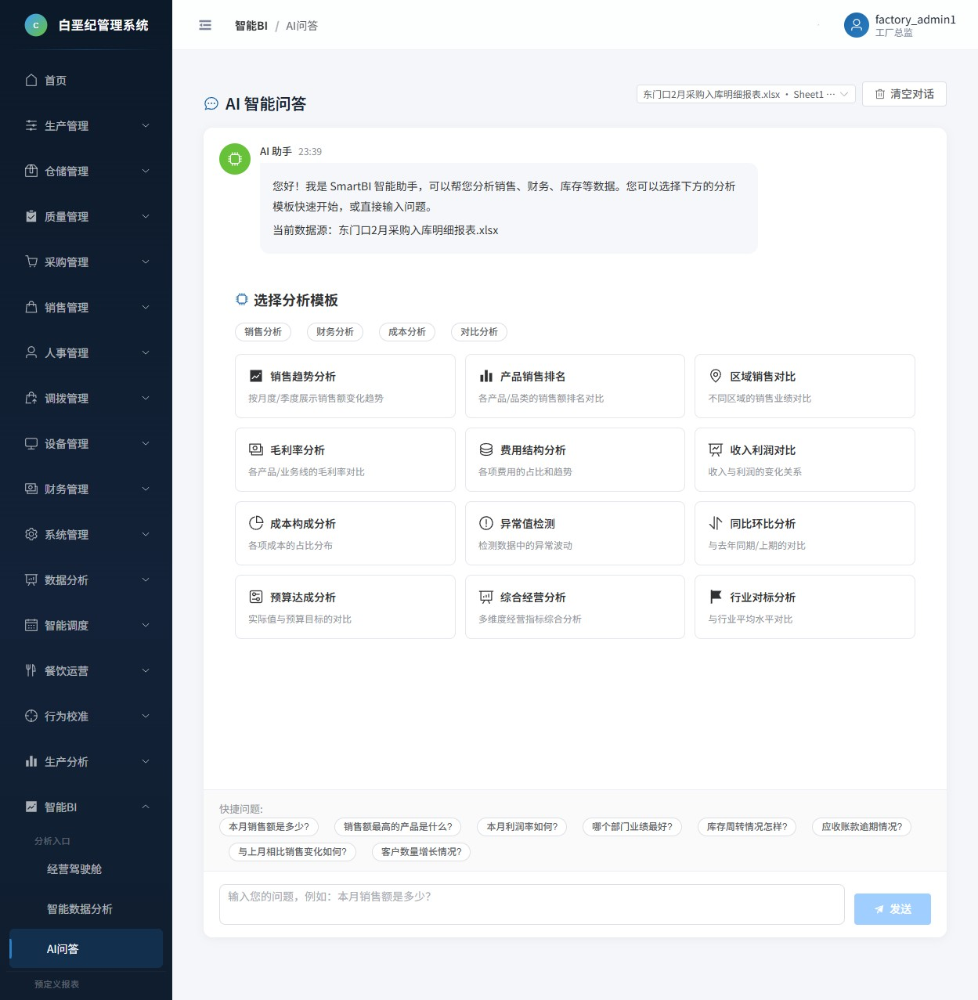 C 白垩纪管理系统
首页
生产管理
仓储管理
质量管理
采购管理
销售管理
人事管理
调拨管理
设备管理
财务管理
系统管理
数据分析
智能调度
餐饮运营
行为校准
生产分析
智能BI
分析入口
经营驾驶舱
智能数据分析
AI问答
预定义报表
智能BI / AI问答
factory_admin1
工厂总监
AI 智能问答
东门口2月采购入库明细报表.xlsx · Sheet1 ···
清空对话
AI 助手 23:39
您好！我是 SmartBI 智能助手，可以帮您分析销售、财务、库存等数据。您可以选择下方的分析
模板快速开始，或直接输入问题。
当前数据源：东门口2月采购入库明细报表.xlsx
选择分析模板
销售分析 财务分析 成本分析 对比分析
销售趋势分析
按月度/季度展示销售额变化趋势
产品销售排名
各产品/品类的销售额排名对比
区域销售对比
不同区域的销售业绩对比
毛利率分析
各产品/业务线的毛利率对比
费用结构分析
各项费用的占比和趋势
收入利润对比
收入与利润的变化关系
成本构成分析
各项成本的占比分布
异常值检测
检测数据中的异常波动
同比环比分析
与去年同期/上期的对比
预算达成分析
实际值与预算目标的对比
综合经营分析
多维度经营指标综合分析
行业对标分析
与行业平均水平对比
快捷问题:
本月销售额是多少? 销售额最高的产品是什么? 本月利润率如何? 哪个部门业绩最好? 库存周转情况怎样? 应收账款逾期情况?
与上月相比销售变化如何? 客户数量增长情况?
输入您的问题，例如：本月销售额是多少？
发送